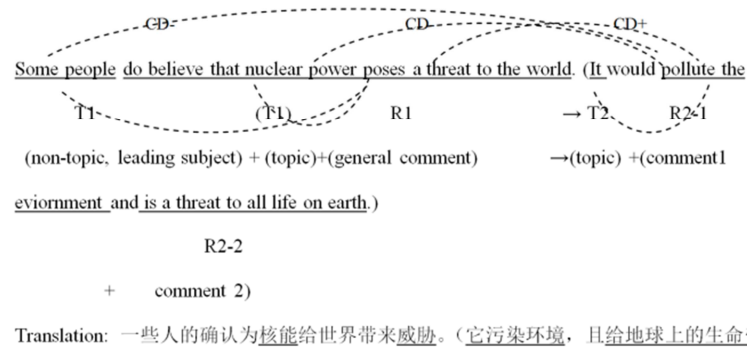 CD- CD- CD+
Some people do believe that nuclear power poses a threat to the world. (It would pollute the
T1 (T1) R1 → T2 R2-1
(non-topic, leading subject) + (topic)+(general comment) →(topic) +(comment1
eviornment and is a threat to all life on earth.)
R2-2
+ comment 2)
Translation: 一些人的确认为核能给世界带来威胁。（它污染环境，且给地球上的生命